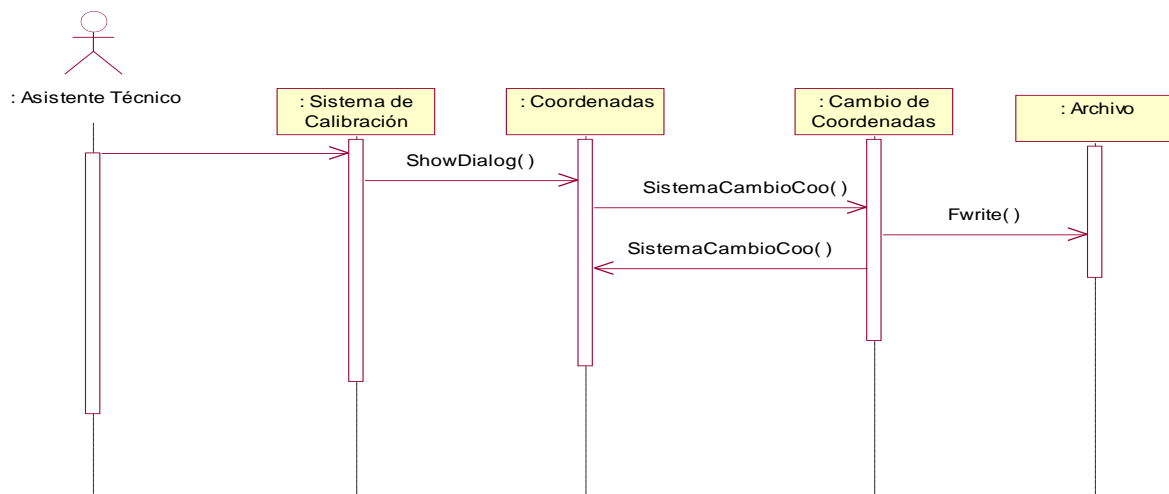 : Asistente Técnico
: Sistema de
Calibración
: Coordenadas
: Cambio de
Coordenadas
: Archivo
ShowDialog( )
SistemaCambioCoo( )
Fwrite( )
SistemaCambioCoo( )